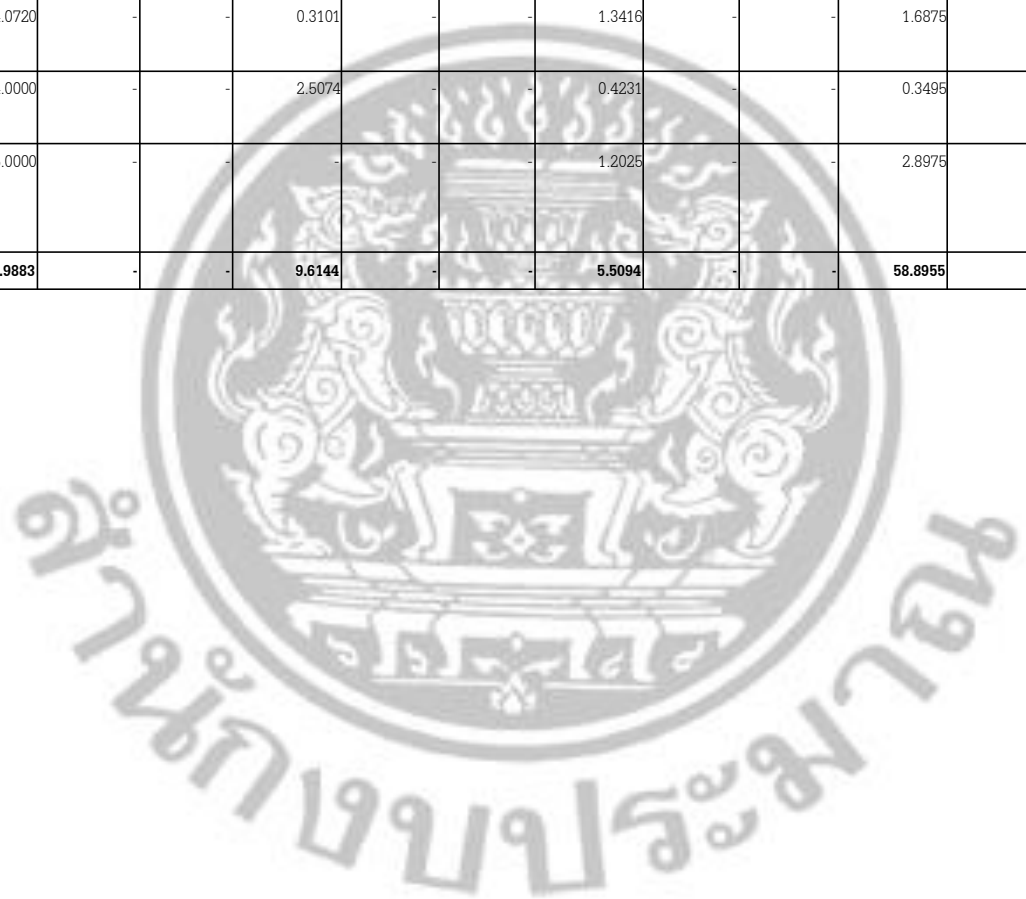 .0720 - - 0.3101 - - 1.3416 - - 1.6875
.0000 - - 2.5074 - - 0.4231 - - 0.3495
.0000 - - - - - 1.2025 - - 2.8975
.9883 - - 9.6144 - - 5.5094 - - 58.8955
สำนักงบประมาณ